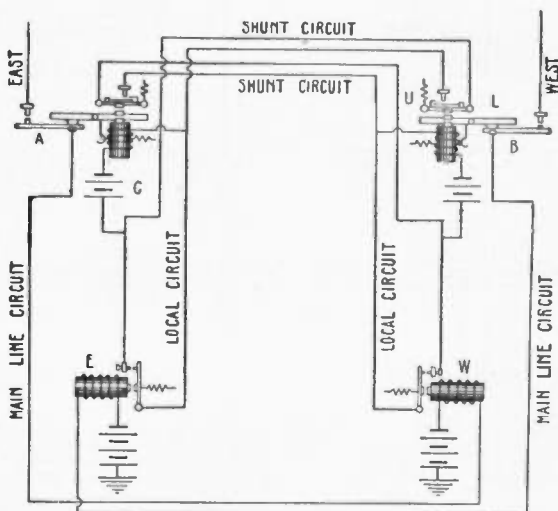 SHUNT CIRCUIT
SHUNT CIRCUIT
EAST
WEST
A
U
L
B
G
MAIN LINE CIRCUIT
LOCAL CIRCUIT
LOCAL CIRCUIT
MAIN LINE CIRCUIT
E
W